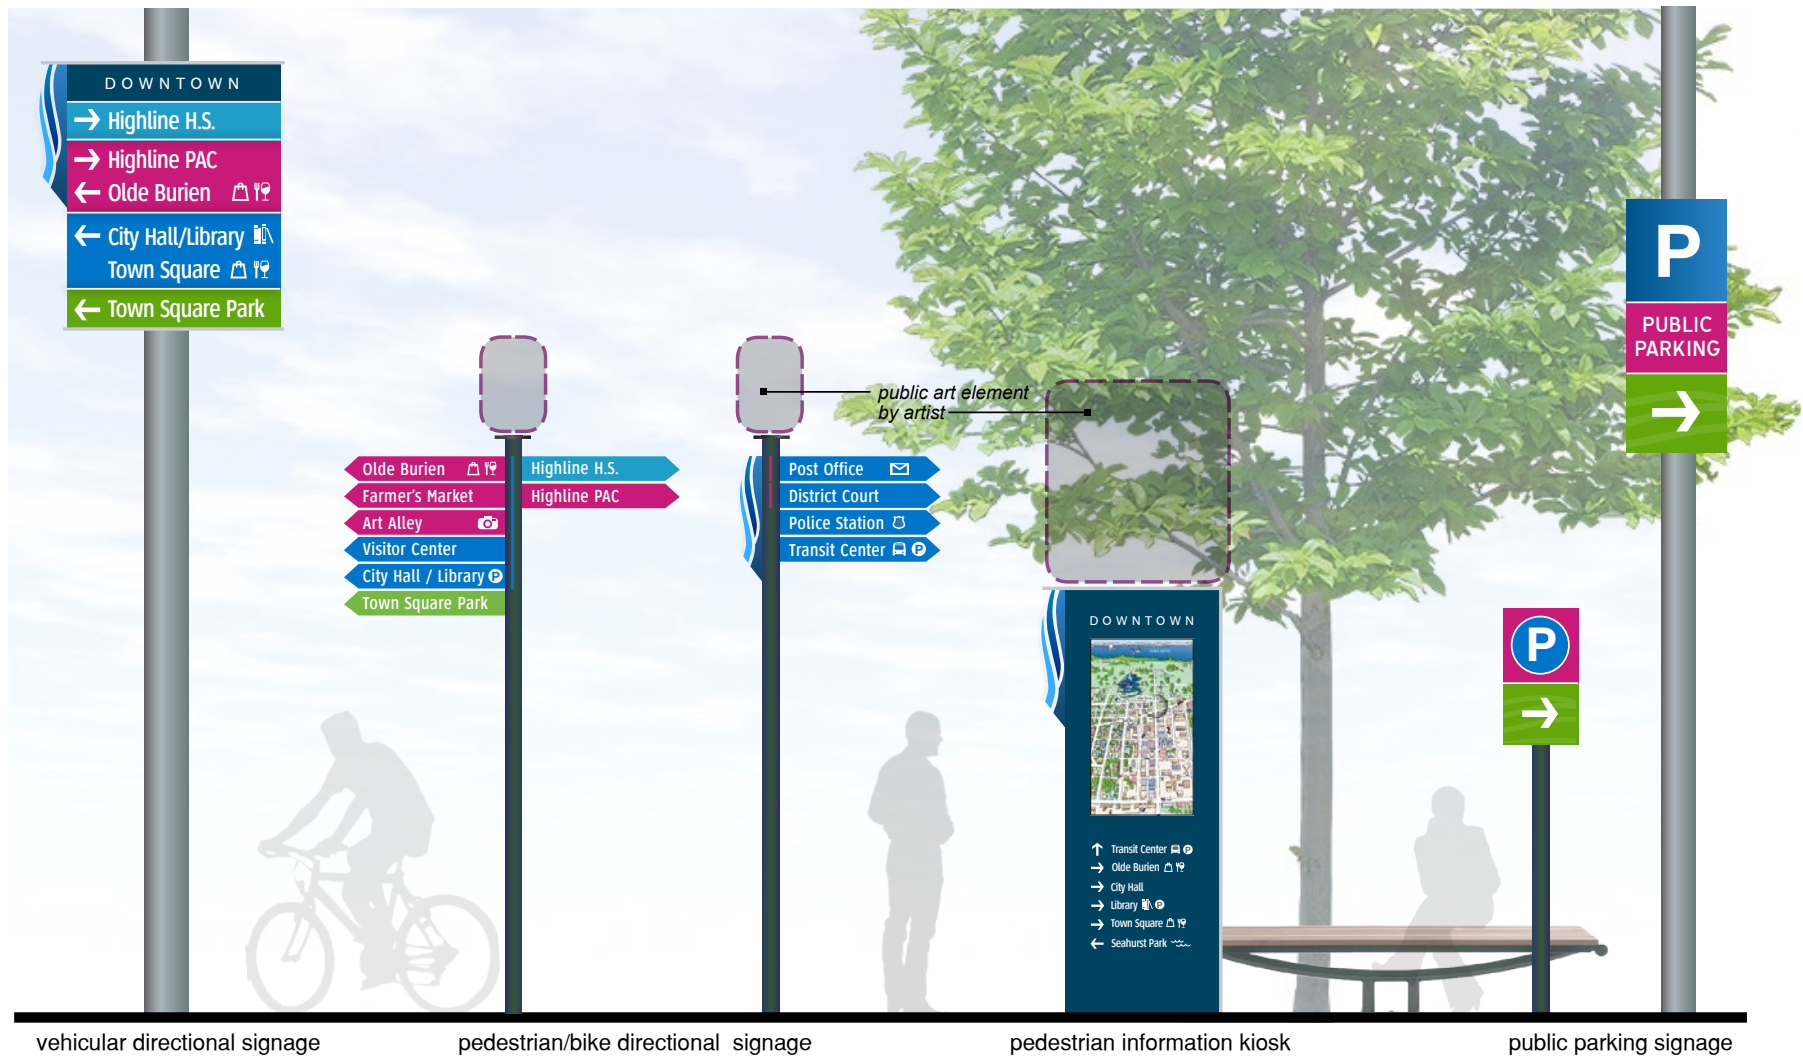 DOWNTOWN
Highline H.S.
Highline PAC
Olde Burien
City Hall/Library
Town Square
Town Square Park
public art element
by artist
Olde Burien
Farmer's Market
Art Alley
Visitor Center
City Hall / Library P
Town Square Park
Highline H.S.
Highline PAC
Post Office
District Court
Police Station
Transit Center P
DOWNTOWN
Transit Center P
Olde Burien
City Hall
Library P
Town Square
Seahurst Park
P
PUBLIC
PARKING
P
vehicular directional signage
pedestrian/bike directional signage
pedestrian information kiosk
public parking signage